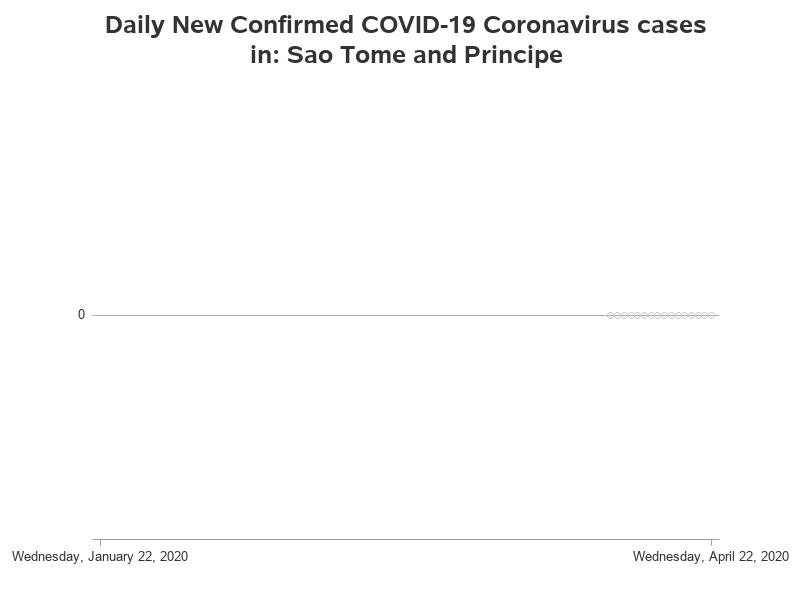 Daily New Confirmed COVID-19 Coronavirus cases
in: Sao Tome and Principe
0
Wednesday, January 22, 2020
Wednesday, April 22, 2020